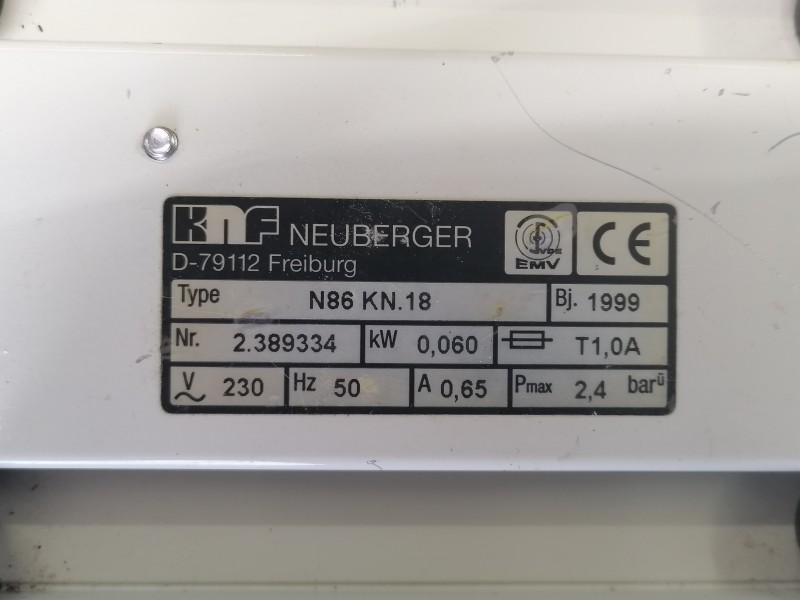 KNF NEUBERGER
D-79112 Freiburg
VDE
EMV
CE
Type N86 KN.18 Bj. 1999
Nr. 2.389334 kW 0,060 T1,0A
V 230 Hz 50 A 0,65 Pmax 2,4 barü